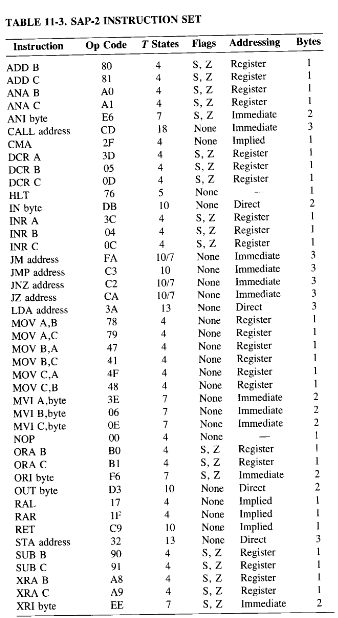 TABLE 11-3. SAP-2 INSTRUCTION SET
Instruction Op Code T States Flags Addressing Bytes
ADD B 80 4 S, Z Register 1
ADD C 81 4 S, Z Register 1
ANA B A0 4 S, Z Register 1
ANA C A1 4 S, Z Register 1
ANI byte E6 7 S, Z Immediate 2
CALL address CD 18 None Immediate 3
CMA 2F 4 None Implied 1
DCR A 3D 4 S, Z Register 1
DCR B 05 4 S, Z Register 1
DCR C 0D 4 S, Z Register 1
HLT 76 5 None – 1
IN byte DB 10 None Direct 2
INR A 3C 4 S, Z Register 1
INR B 04 4 S, Z Register 1
INR C 0C 4 S, Z Register 1
JM address FA 10/7 None Immediate 3
JMP address C3 10 None Immediate 3
JNZ address C2 10/7 None Immediate 3
JZ address CA 10/7 None Immediate 3
LDA address 3A 13 None Direct 3
MOV A,B 78 4 None Register 1
MOV A,C 79 4 None Register 1
MOV B,A 47 4 None Register 1
MOV B,C 41 4 None Register 1
MOV C,A 4F 4 None Register 1
MOV C,B 48 4 None Register 1
MVI A,byte 3E 7 None Immediate 2
MVI B,byte 06 7 None Immediate 2
MVI C,byte 0E 7 None Immediate 2
NOP 00 4 None — 1
ORA B B0 4 S, Z Register 1
ORA C B1 4 S, Z Register 1
ORI byte F6 7 S, Z Immediate 2
OUT byte D3 10 None Direct 2
RAL 17 4 None Implied 1
RAR 1F 4 None Implied 1
RET C9 10 None Implied 1
STA address 32 13 None Direct 3
SUB B 90 4 S, Z Register 1
SUB C 91 4 S, Z Register 1
XRA B A8 4 S, Z Register 1
XRA C A9 4 S, Z Register 1
XRI byte EE 7 S, Z Immediate 2